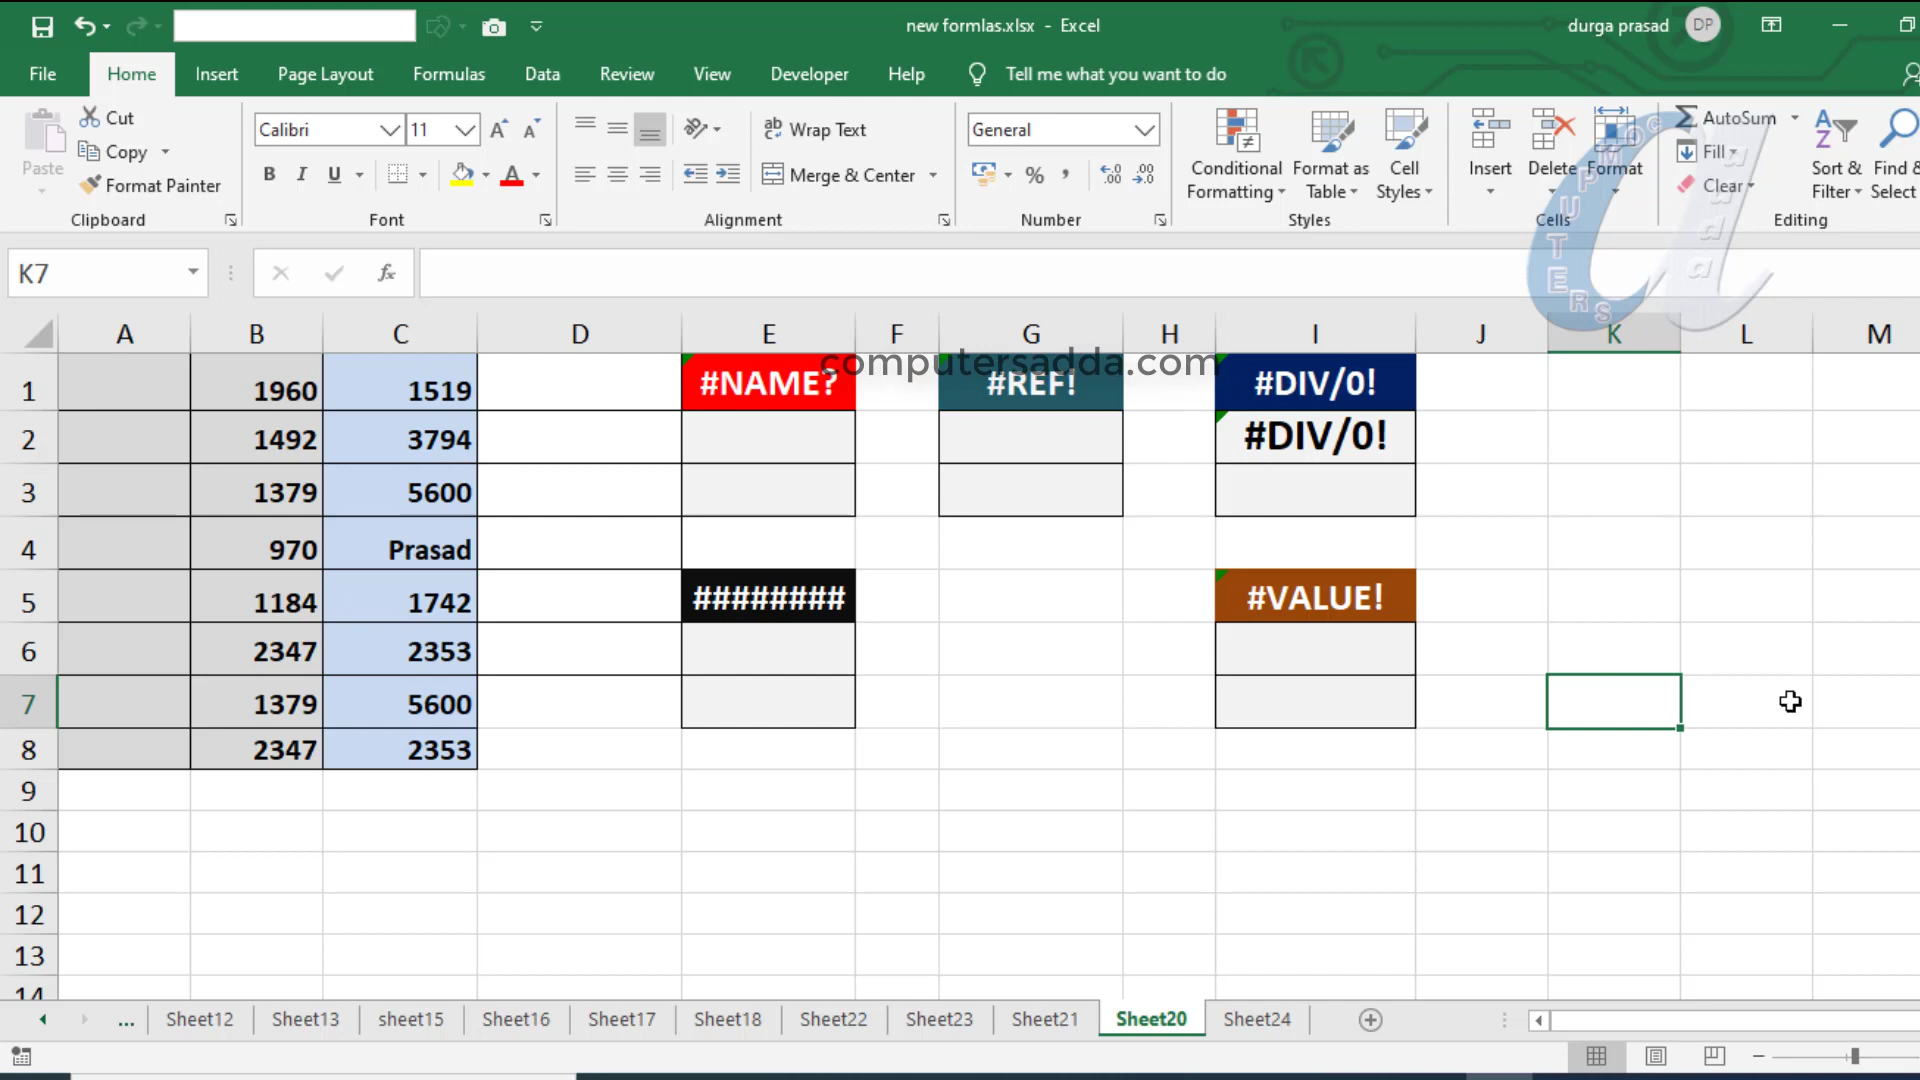 new formlas.xlsx - Excel
durga prasad DP
File Home Insert Page Layout Formulas Data Review View Developer Help Tell me what you want to do
Paste
Cut
Copy
Format Painter
Clipboard
Calibri 11
B I U
Font
Wrap Text
Merge & Center
Alignment
General
Number
Conditional
Formatting
Format as
Table
Cell
Styles
Styles
Insert Delete Format
Cells
AutoSum
Fill
Clear
Sort &
Filter
Find &
Select
Editing
COMPUTERS
adda
K7
fx
A B C D E F G H I J K L M
computersadda.com
1 1960 1519 #NAME? #REF! #DIV/0!
2 1492 3794 #DIV/0!
3 1379 5600
4 970 Prasad
5 1184 1742 ######## #VALUE!
6 2347 2353
7 1379 5600
8 2347 2353
9
10
11
12
13
14
... Sheet12 Sheet13 sheet15 Sheet16 Sheet17 Sheet18 Sheet22 Sheet23 Sheet21 Sheet20 Sheet24